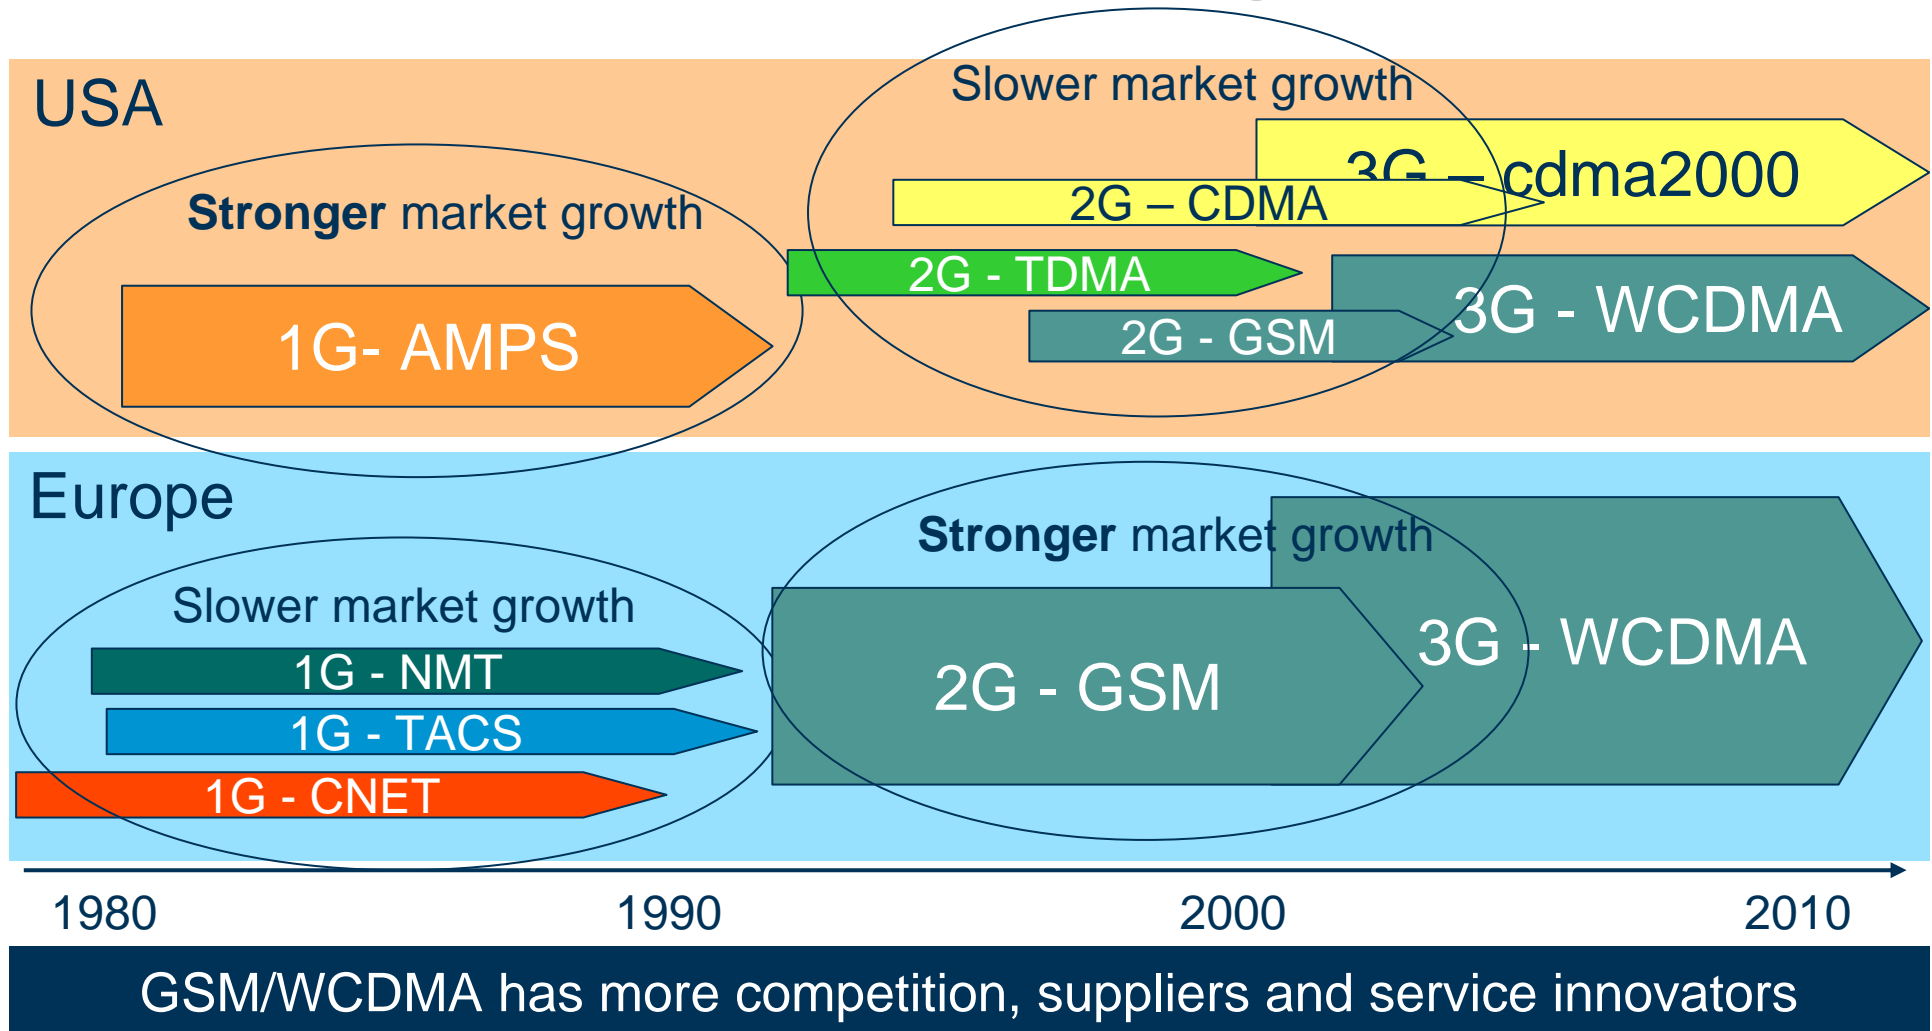 USA
Slower market growth
Stronger market growth
3G – cdma2000
2G – CDMA
2G - TDMA
3G - WCDMA
2G - GSM
1G- AMPS
Europe
Stronger market growth
Slower market growth
3G - WCDMA
2G - GSM
1G - NMT
1G - TACS
1G - CNET
1980 1990 2000 2010
GSM/WCDMA has more competition, suppliers and service innovators